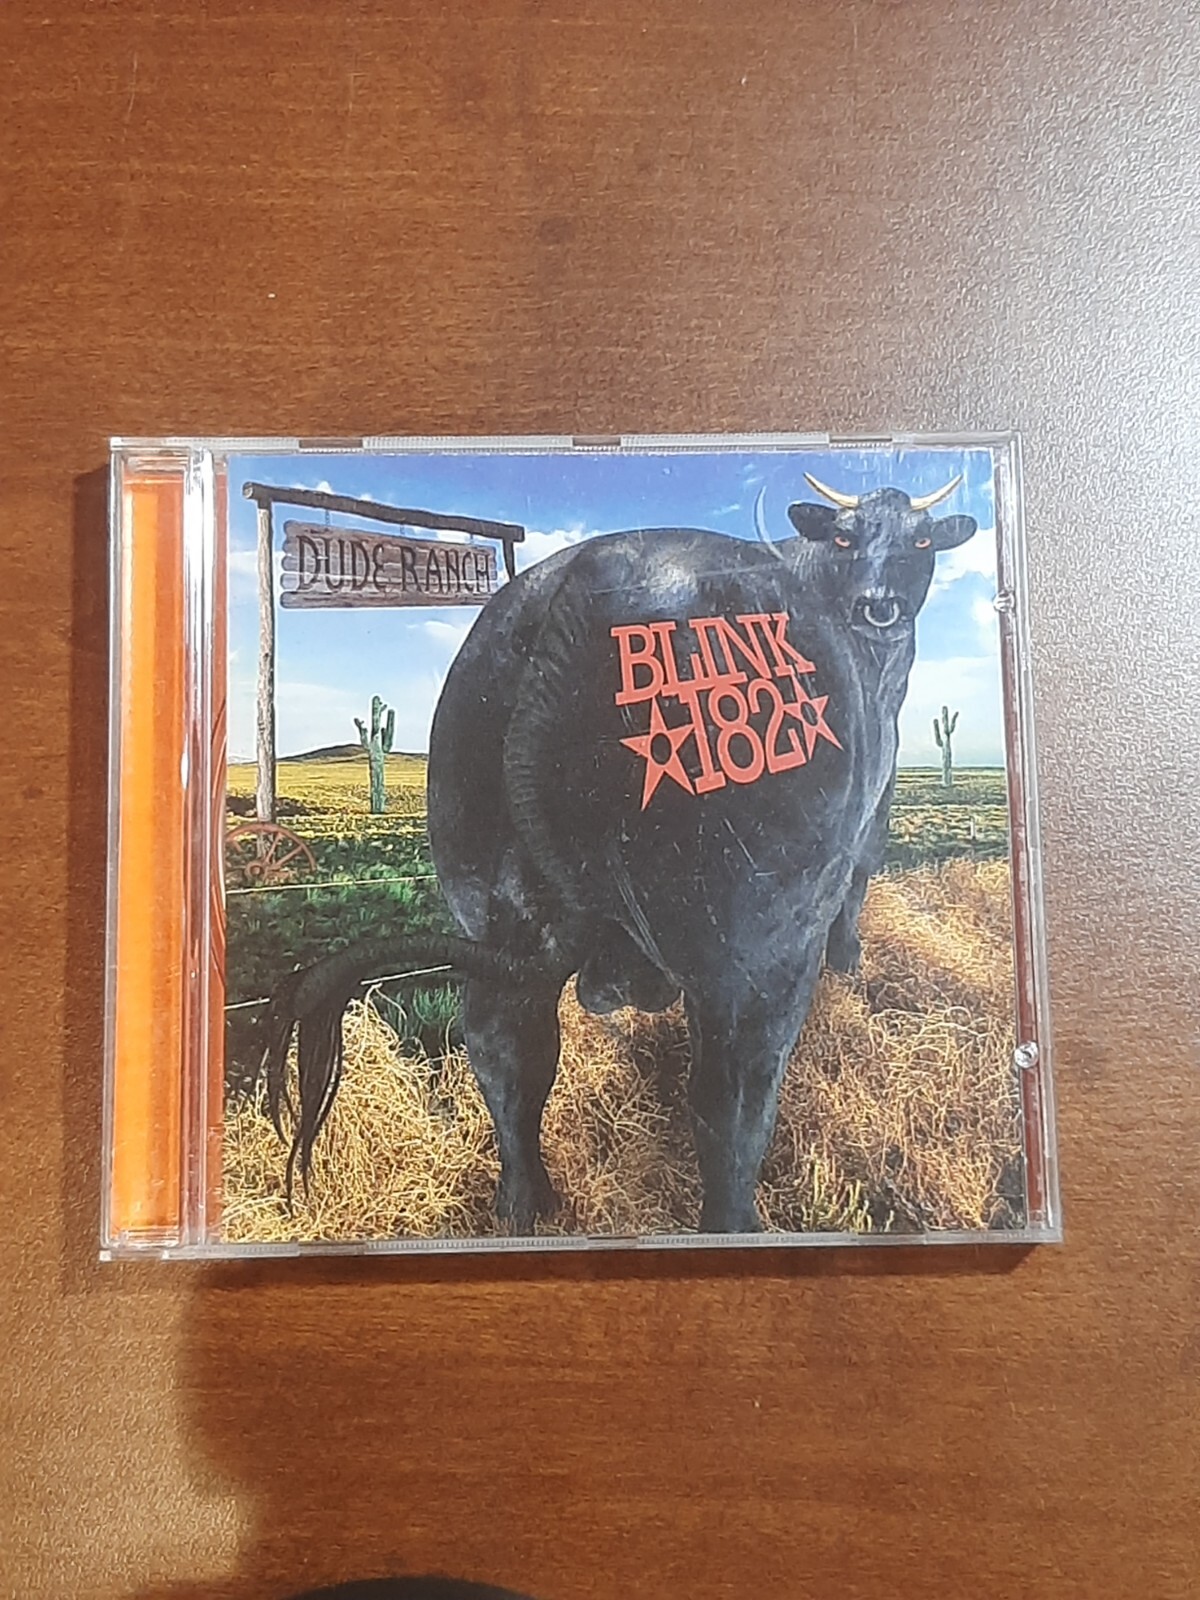 DUDE RANCH
BLINK
182